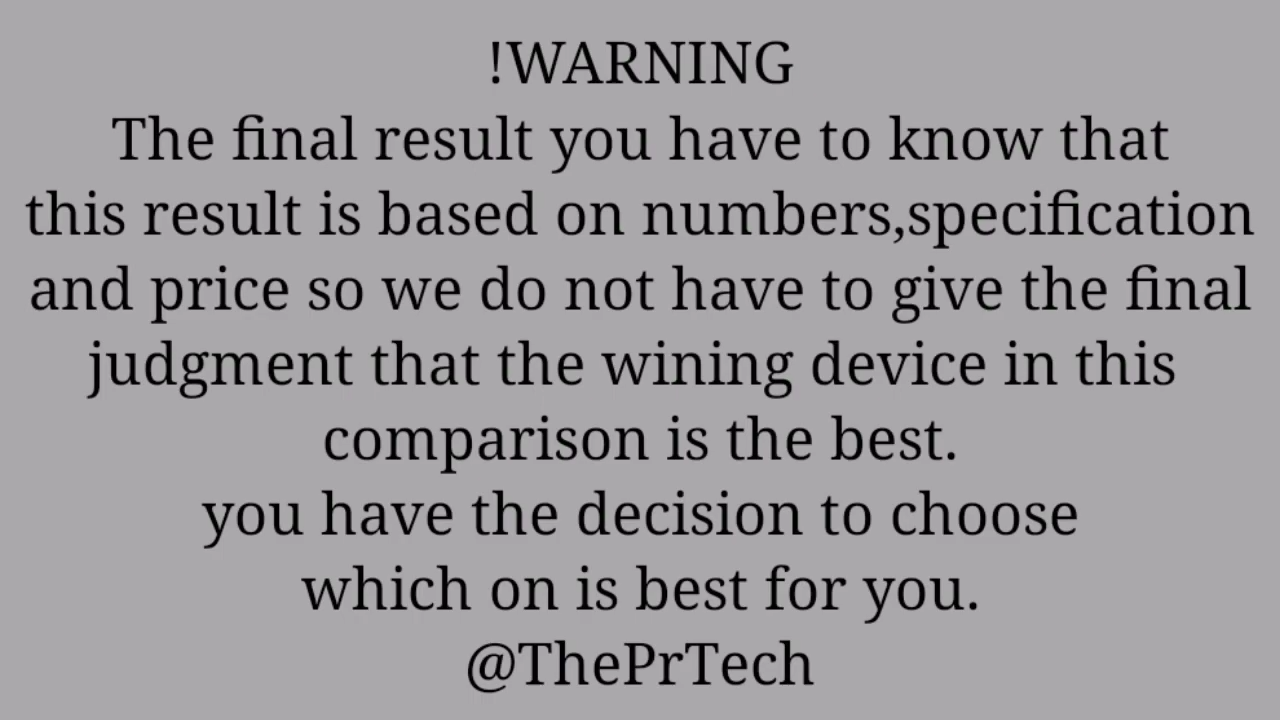 !WARNING
The final result you have to know that
this result is based on numbers,specification
and price so we do not have to give the final
judgment that the wining device in this
comparison is the best.
you have the decision to choose
which on is best for you.
@ThePrTech